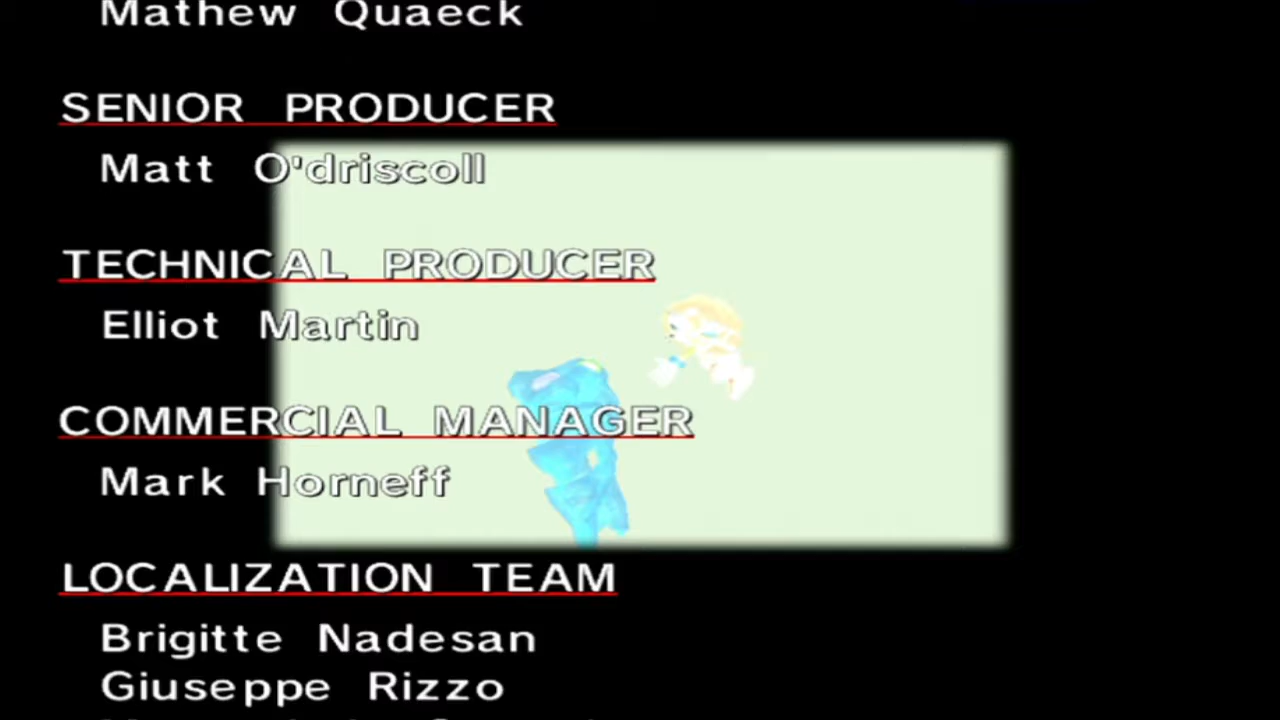 Mathew Quaeck
SENIOR PRODUCER
Matt O'driscoll
TECHNICAL PRODUCER
Elliot Martin
COMMERCIAL MANAGER
Mark Horneff
LOCALIZATION TEAM
Brigitte Nadesan
Giuseppe Rizzo